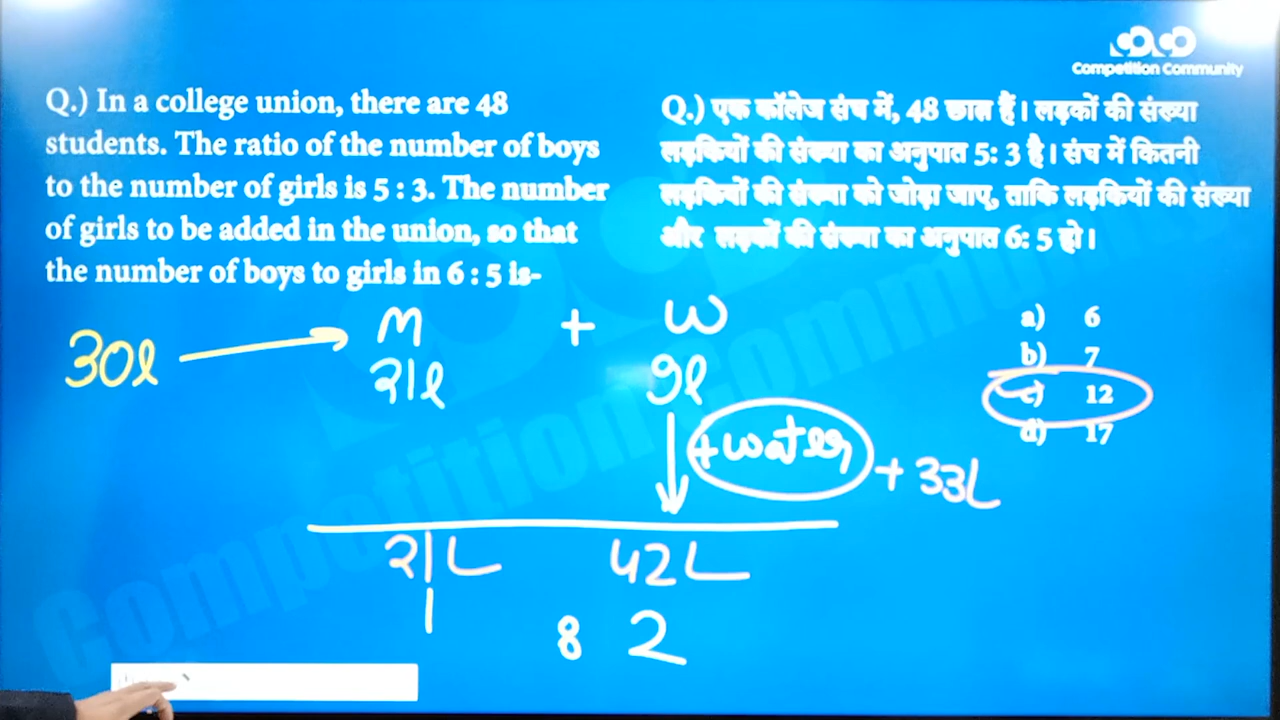 Competition Community
Q.) In a college union, there are 48
students. The ratio of the number of boys
to the number of girls is 5 : 3. The number
of girls to be added in the union, so that
the number of boys to girls in 6 : 5 is-
Q.) एक कॉलेज संघ में, 48 छात्र हैं। लड़कों की संख्या
लड़कियों की संख्या का अनुपात 5: 3 है। संघ में कितनी
लड़कियों की संख्या को जोड़ा जाए, ताकि लड़कियों की संख्या
और लड़कों की संख्या का अनुपात 6: 5 हो।
a) 6
b) 7
c) 12
d) 17
30l M + W
21l 9l
+water + 33L
21L 42L
1 8 2
Competition Community